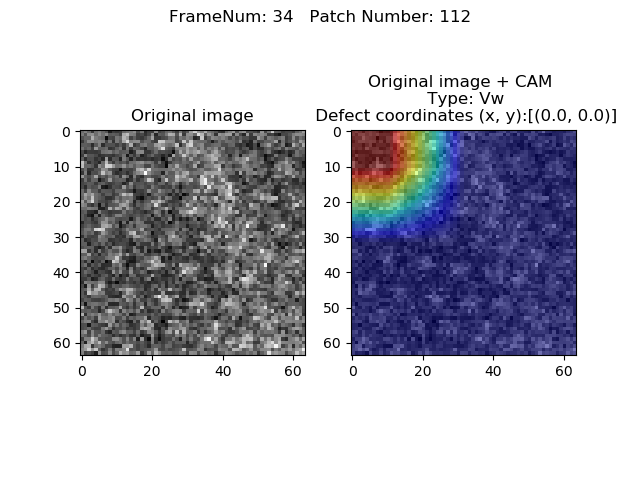 FrameNum: 34   Patch Number: 112
Original image
0
10
20
30
40
50
60
0 20 40 60
Original image + CAM
Type: Vw
Defect coordinates (x, y):[(0.0, 0.0)]
0
10
20
30
40
50
60
0 20 40 60